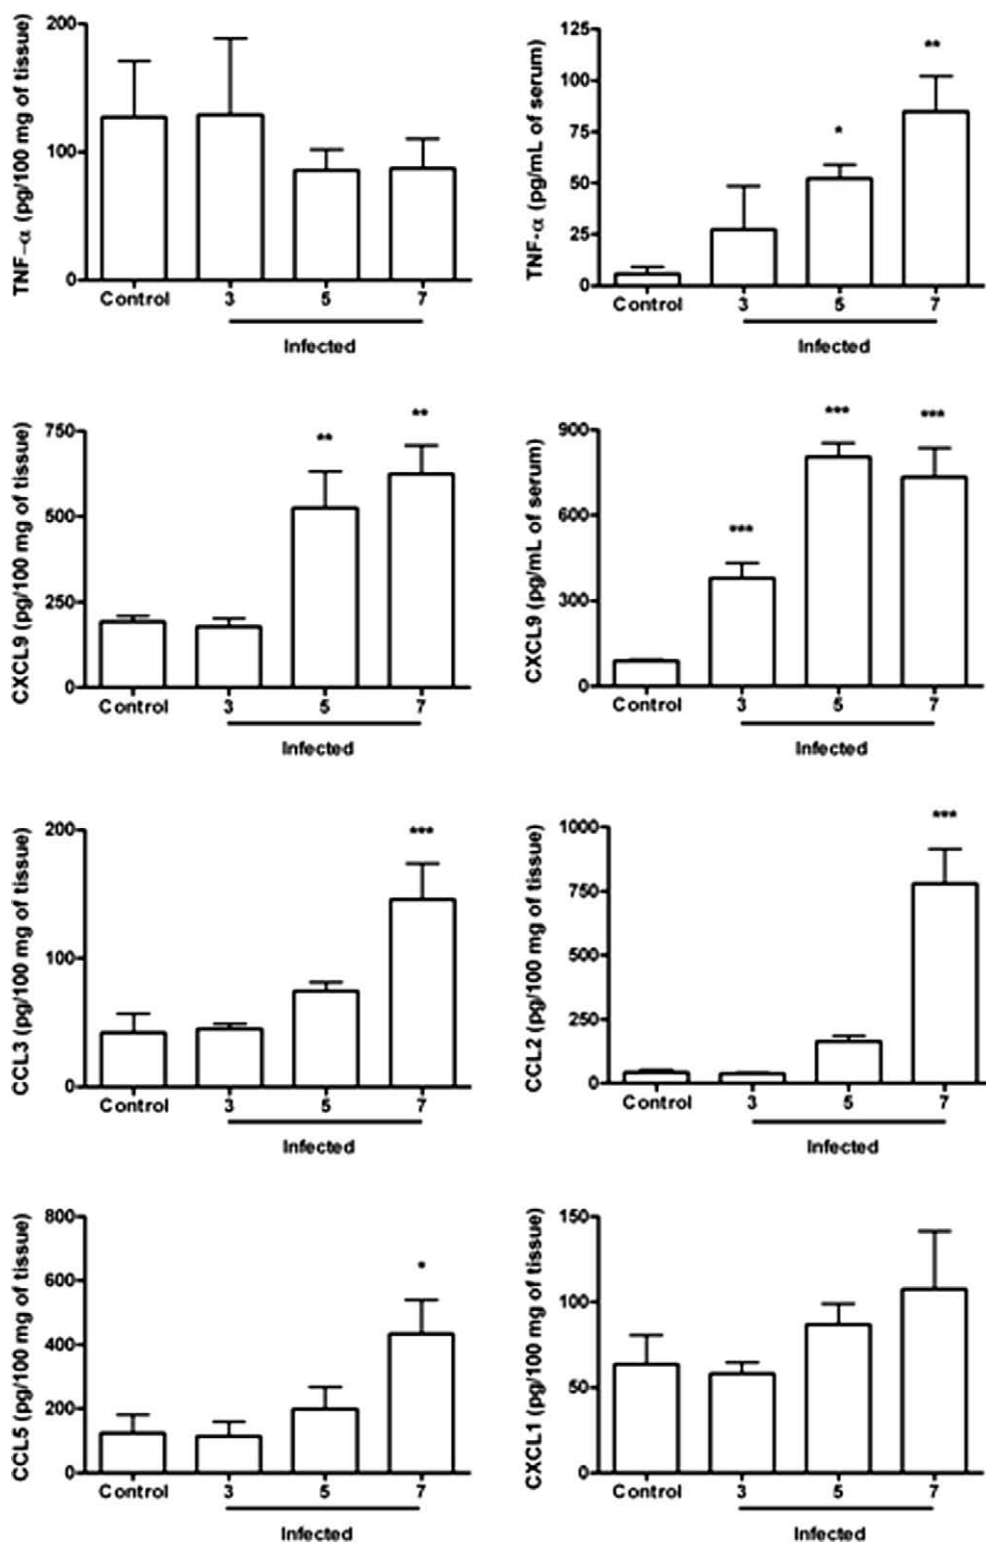 TNF-α (pg/100 mg of tissue)
200
100
0
Control 3 5 7
Infected
TNF-α (pg/mL of serum)
125
100
75
50
25
0
* **
Control 3 5 7
Infected
CXCL9 (pg/100 mg of tissue)
750
500
250
0
** **
Control 3 5 7
Infected
CXCL9 (pg/mL of serum)
900
600
300
0
*** *** ***
Control 3 5 7
Infected
CCL3 (pg/100 mg of tissue)
200
100
0
***
Control 3 5 7
Infected
CCL2 (pg/100 mg of tissue)
1000
750
500
250
0
***
Control 3 5 7
Infected
CCL5 (pg/100 mg of tissue)
800
600
400
200
0
*
Control 3 5 7
Infected
CXCL1 (pg/100 mg of tissue)
150
100
50
0
Control 3 5 7
Infected